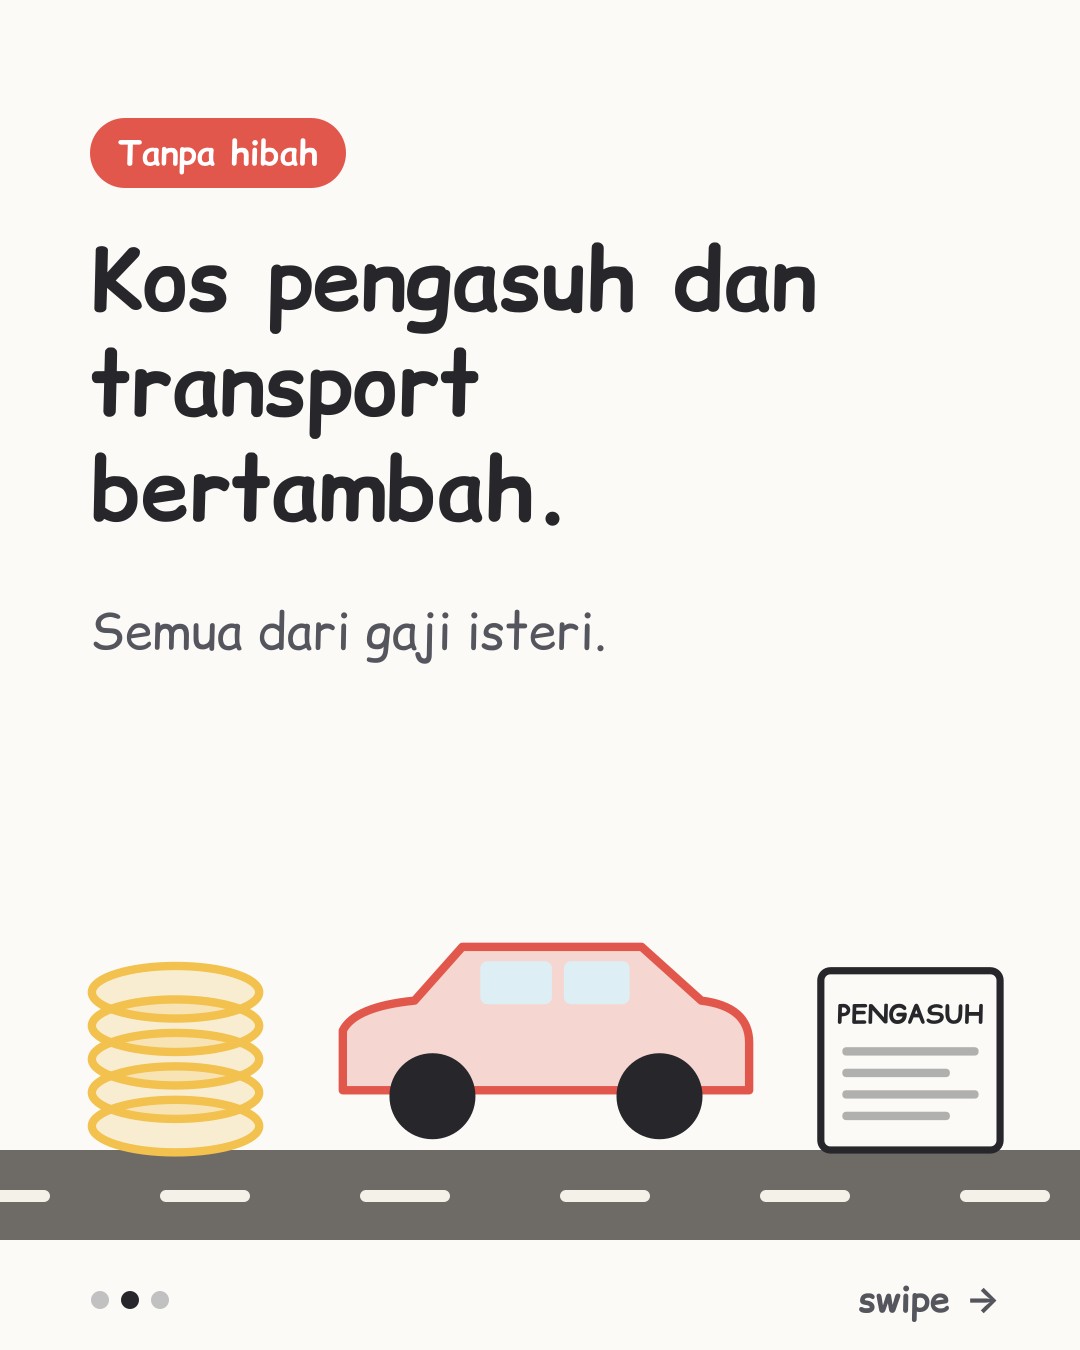 Tanpa hibah
Kos pengasuh dan
transport
bertambah.
Semua dari gaji isteri.
PENGASUH
swipe →